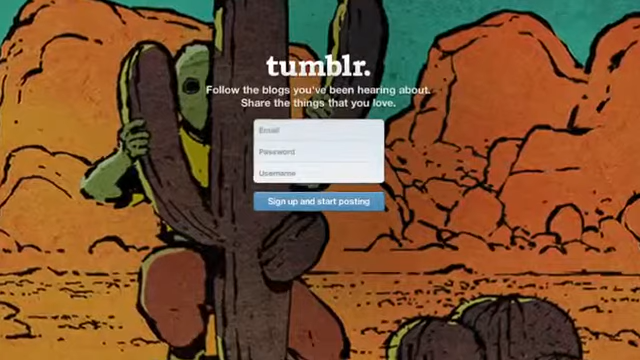 tumblr.
Follow the blogs you've been hearing about.
Share the things that you love.
Email
Password
Username
Sign up and start posting